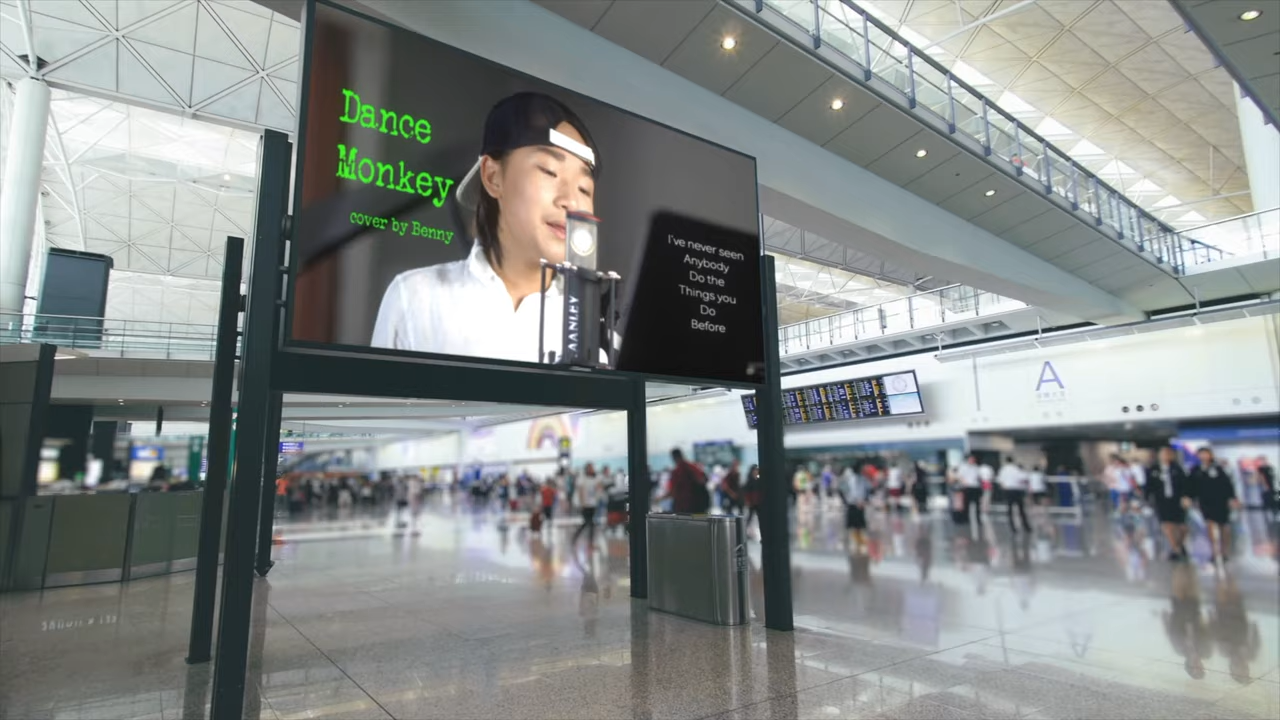 Dance
Monkey
cover by Benny
I've never seen
Anybody
Do the
Things you
Do
Before
A